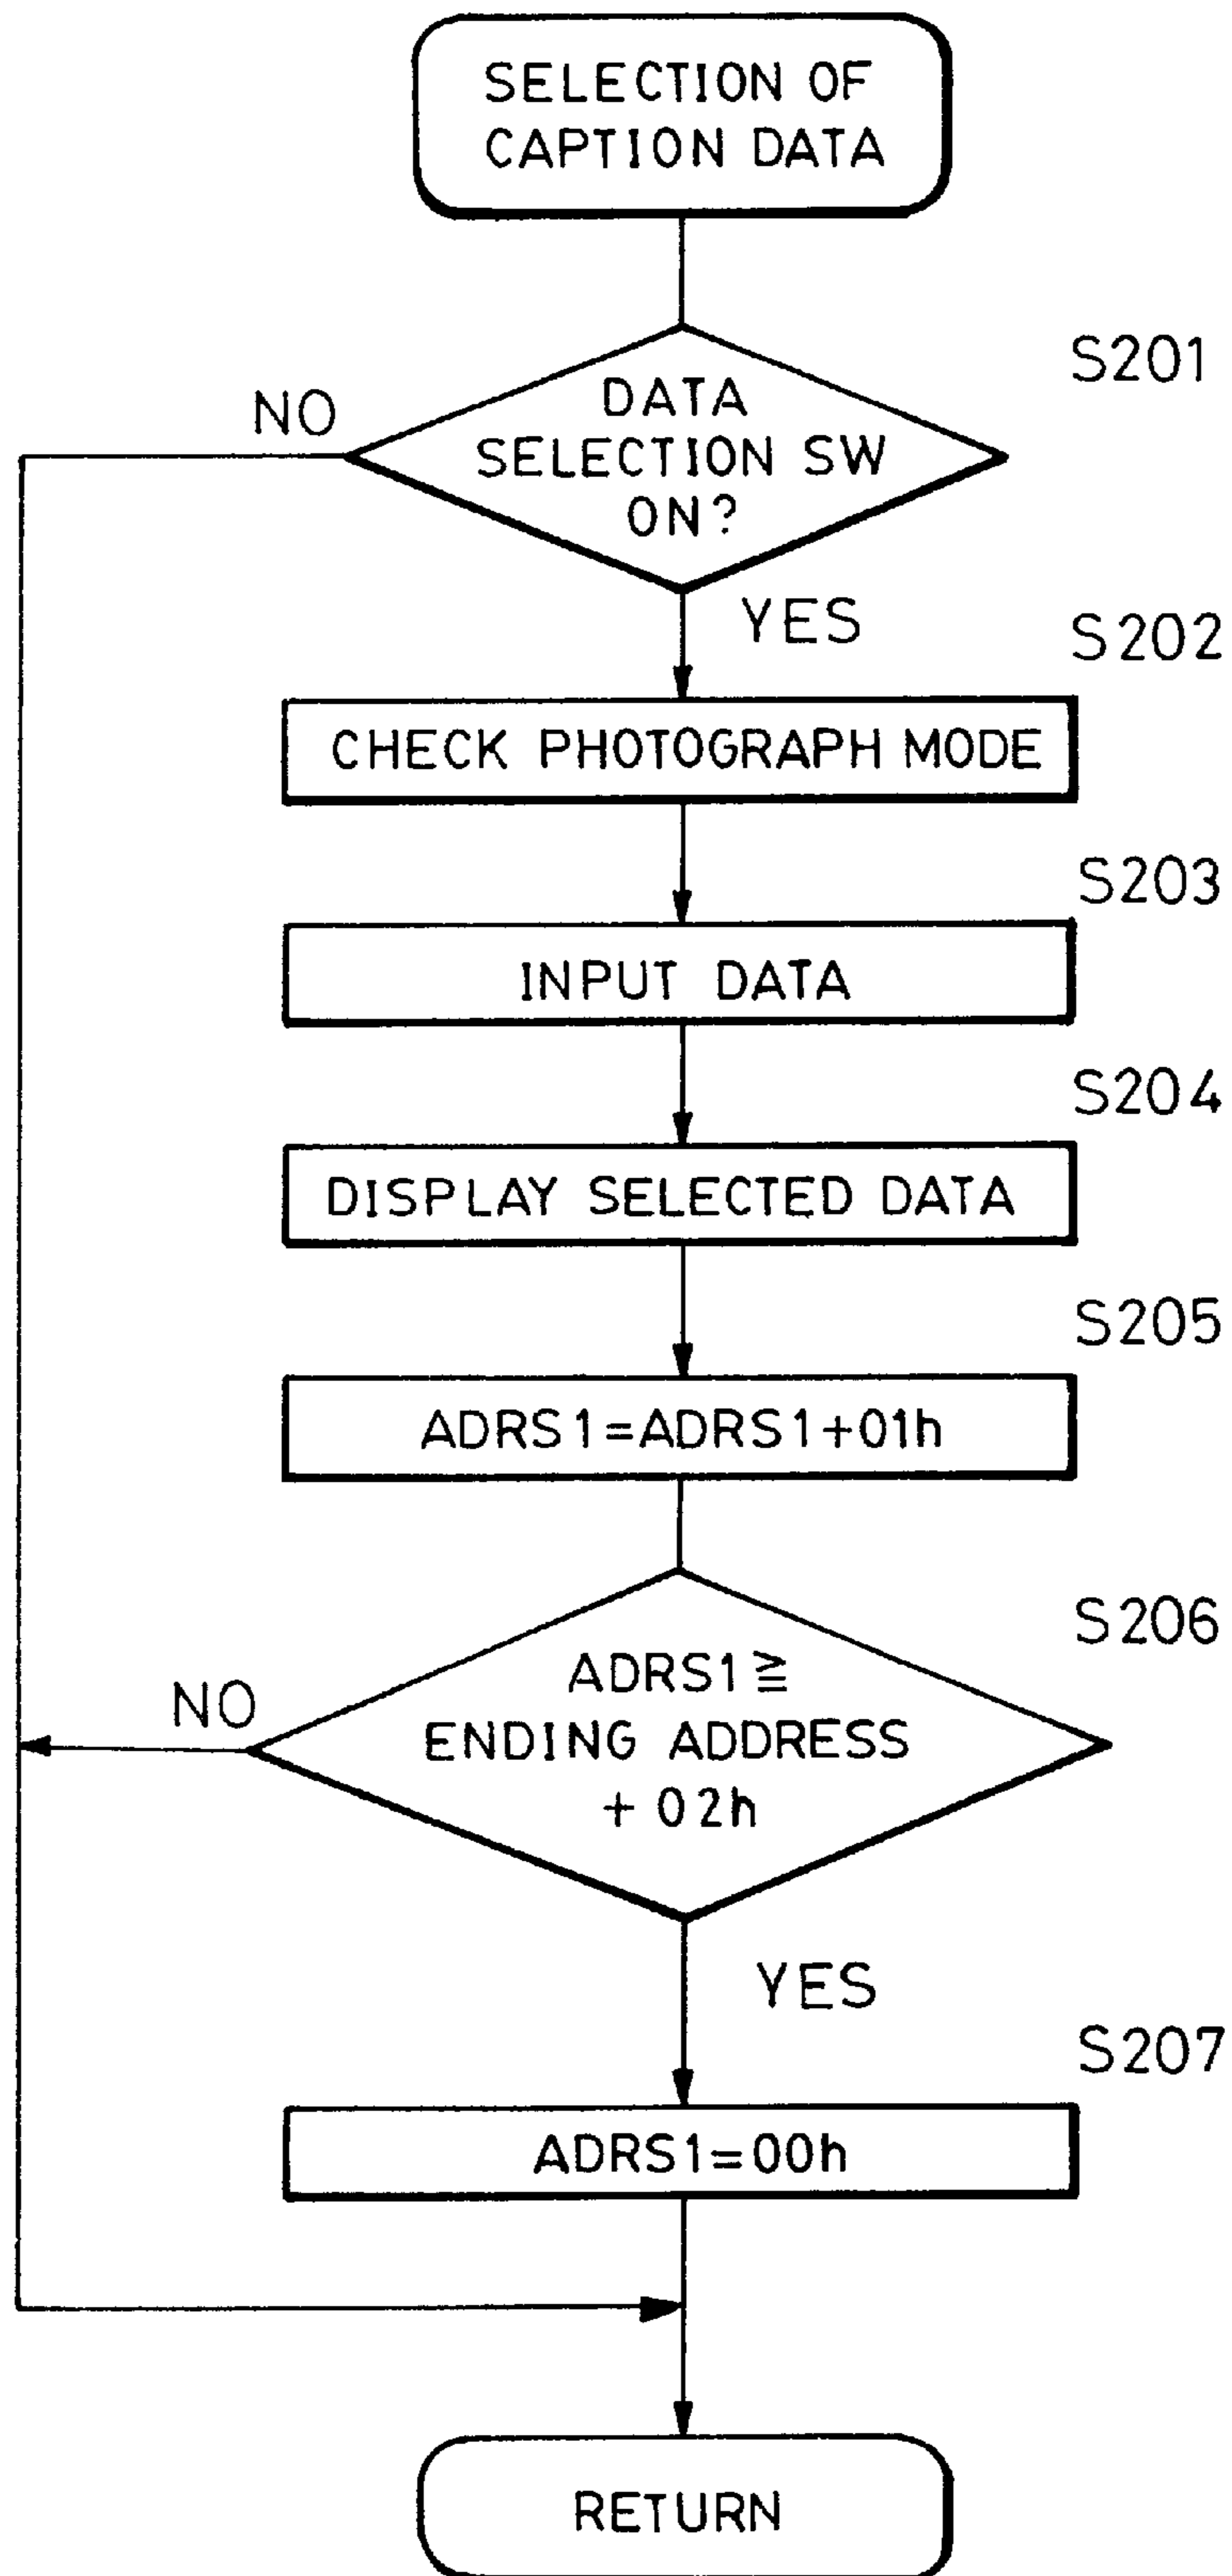 SELECTION OF
CAPTION DATA
S201
NO
DATA
SELECTION SW
ON?
YES
S202
CHECK PHOTOGRAPH MODE
S203
INPUT DATA
S204
DISPLAY SELECTED DATA
S205
ADRS1=ADRS1+01h
S206
NO
ADRS1≧
ENDING ADDRESS
+02h
YES
S207
ADRS1=00h
RETURN